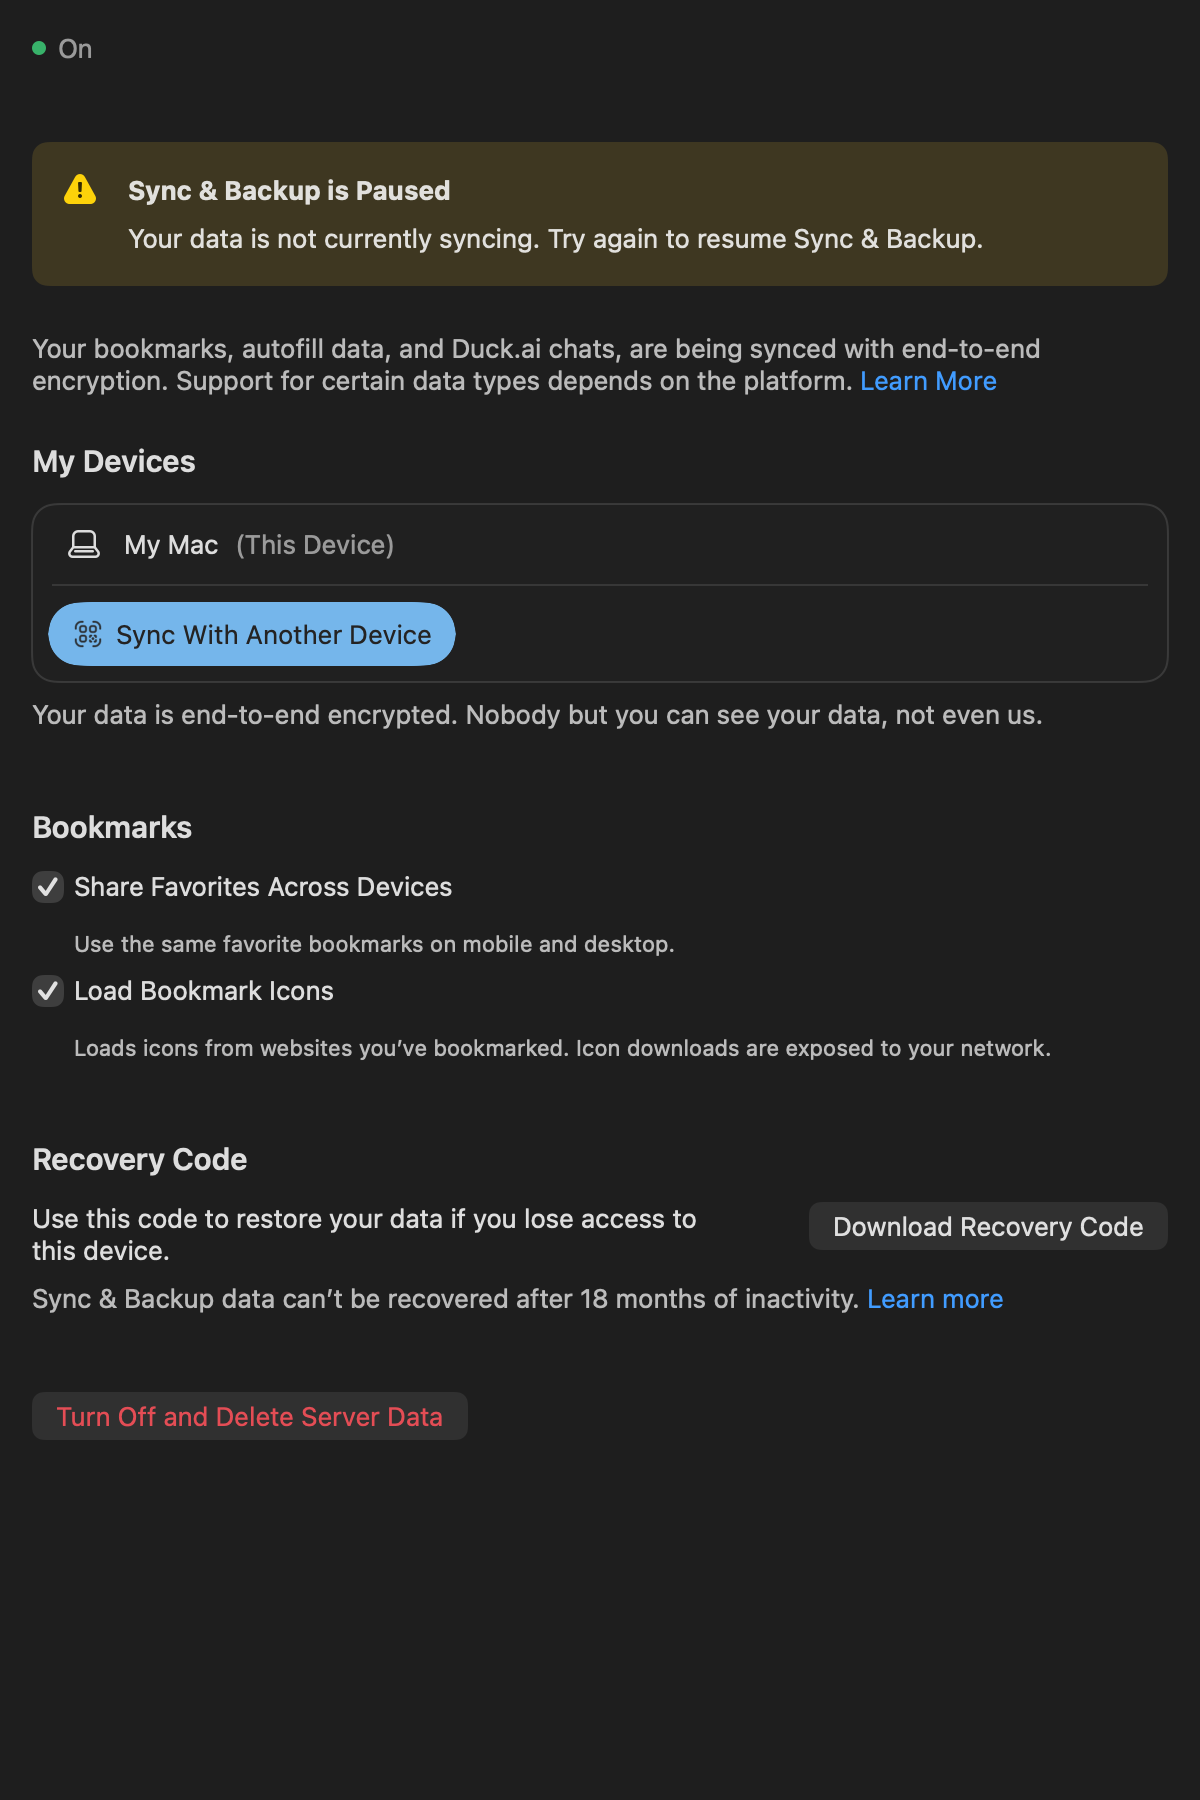 On
Sync & Backup is Paused
Your data is not currently syncing. Try again to resume Sync & Backup.
Your bookmarks, autofill data, and Duck.ai chats, are being synced with end-to-end
encryption. Support for certain data types depends on the platform. Learn More
My Devices
My Mac (This Device)
Sync With Another Device
Your data is end-to-end encrypted. Nobody but you can see your data, not even us.
Bookmarks
Share Favorites Across Devices
Use the same favorite bookmarks on mobile and desktop.
Load Bookmark Icons
Loads icons from websites you’ve bookmarked. Icon downloads are exposed to your network.
Recovery Code
Use this code to restore your data if you lose access to
this device.
Download Recovery Code
Sync & Backup data can’t be recovered after 18 months of inactivity. Learn more
Turn Off and Delete Server Data